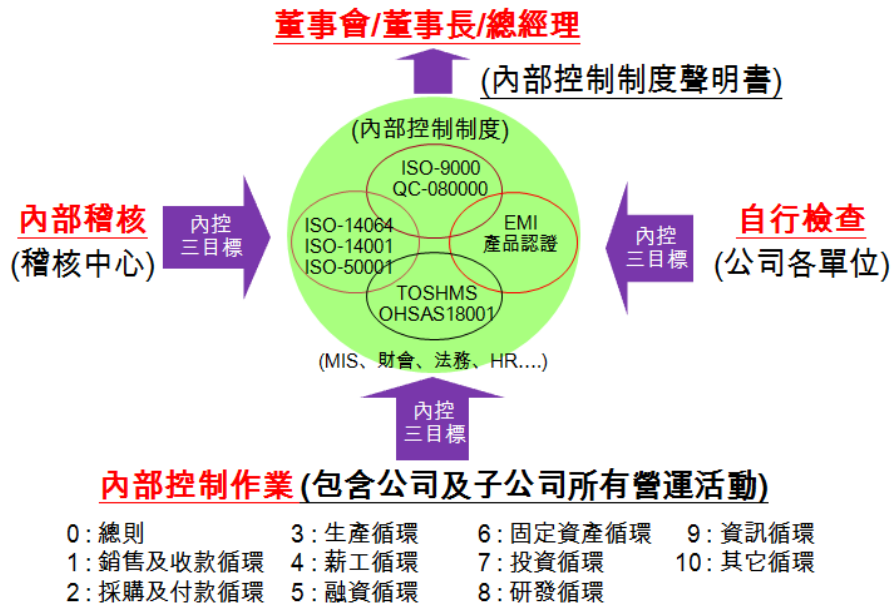 董事會/董事長/總經理
(內部控制制度聲明書)
(內部控制制度)
ISO-9000
QC-080000
內部稽核
(稽核中心)
內控
三目標
ISO-14064
ISO-14001
ISO-50001
EMI
產品認證
內控
三目標
自行檢查
(公司各單位)
TOSHMS
OHSAS18001
(MIS、財會、法務、HR....)
內控
三目標
內部控制作業 (包含公司及子公司所有營運活動)
0 : 總則
1 : 銷售及收款循環
2 : 採購及付款循環
3 : 生產循環
4 : 薪工循環
5 : 融資循環
6 : 固定資產循環
7 : 投資循環
8 : 研發循環
9 : 資訊循環
10 : 其它循環